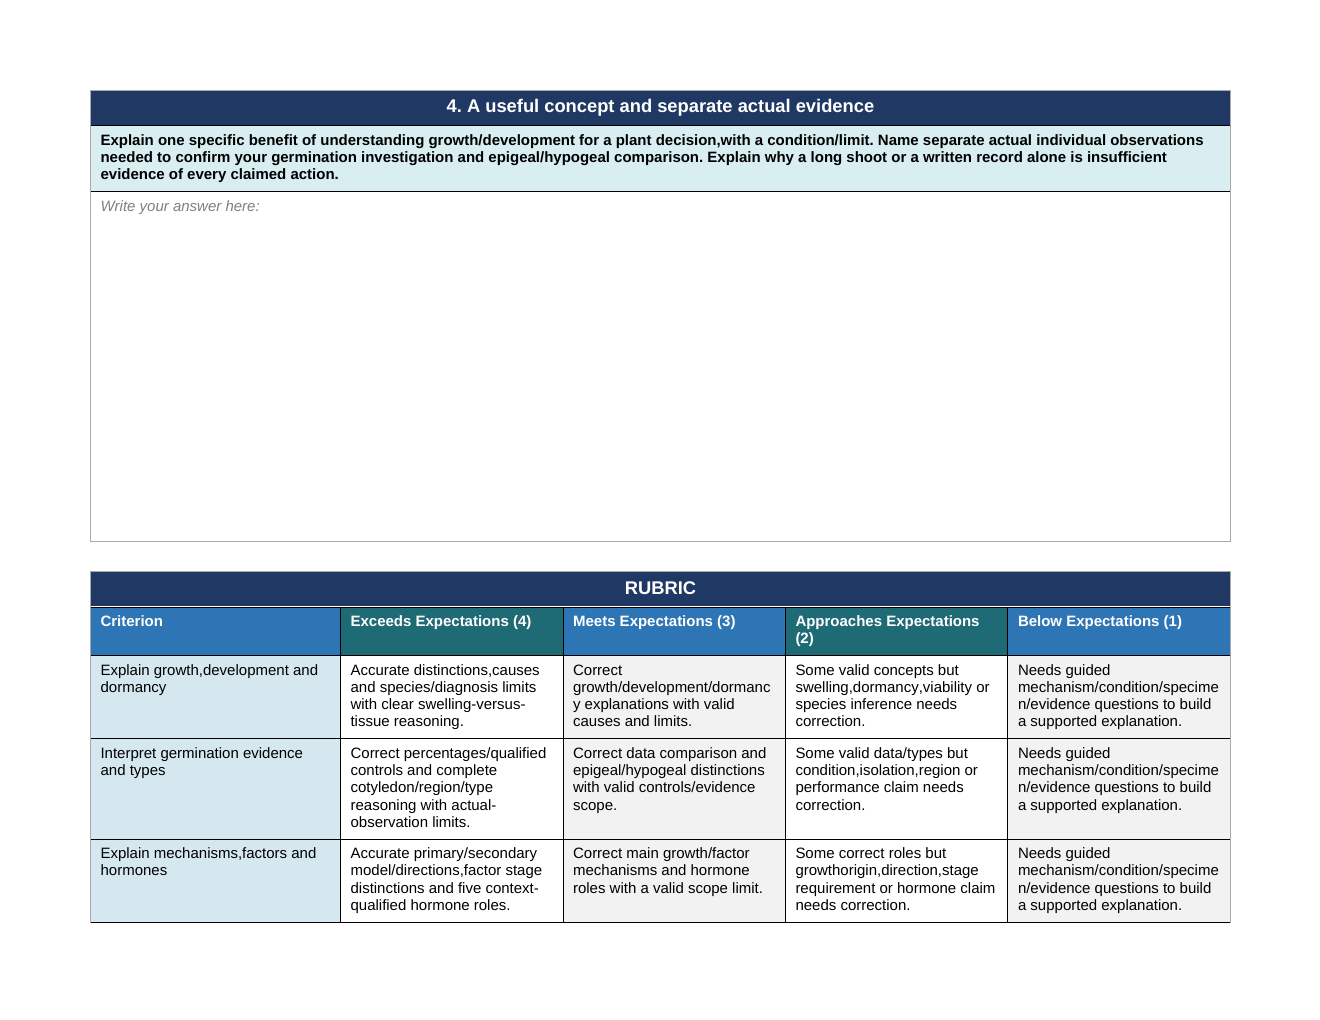 4. A useful concept and separate actual evidence
Explain one specific benefit of understanding growth/development for a plant decision,with a condition/limit. Name separate actual individual observations
needed to confirm your germination investigation and epigeal/hypogeal comparison. Explain why a long shoot or a written record alone is insufficient
evidence of every claimed action.
Write your answer here:
RUBRIC
Criterion
Exceeds Expectations (4)
Meets Expectations (3)
Approaches Expectations
(2)
Below Expectations (1)
Explain growth,development and
dormancy
Accurate distinctions,causes
and species/diagnosis limits
with clear swelling-versus-
tissue reasoning.
Correct
growth/development/dormanc
y explanations with valid
causes and limits.
Some valid concepts but
swelling,dormancy,viability or
species inference needs
correction.
Needs guided
mechanism/condition/specime
n/evidence questions to build
a supported explanation.
Interpret germination evidence
and types
Correct percentages/qualified
controls and complete
cotyledon/region/type
reasoning with actual-
observation limits.
Correct data comparison and
epigeal/hypogeal distinctions
with valid controls/evidence
scope.
Some valid data/types but
condition,isolation,region or
performance claim needs
correction.
Needs guided
mechanism/condition/specime
n/evidence questions to build
a supported explanation.
Explain mechanisms,factors and
hormones
Accurate primary/secondary
model/directions,factor stage
distinctions and five context-
qualified hormone roles.
Correct main growth/factor
mechanisms and hormone
roles with a valid scope limit.
Some correct roles but
growthorigin,direction,stage
requirement or hormone claim
needs correction.
Needs guided
mechanism/condition/specime
n/evidence questions to build
a supported explanation.